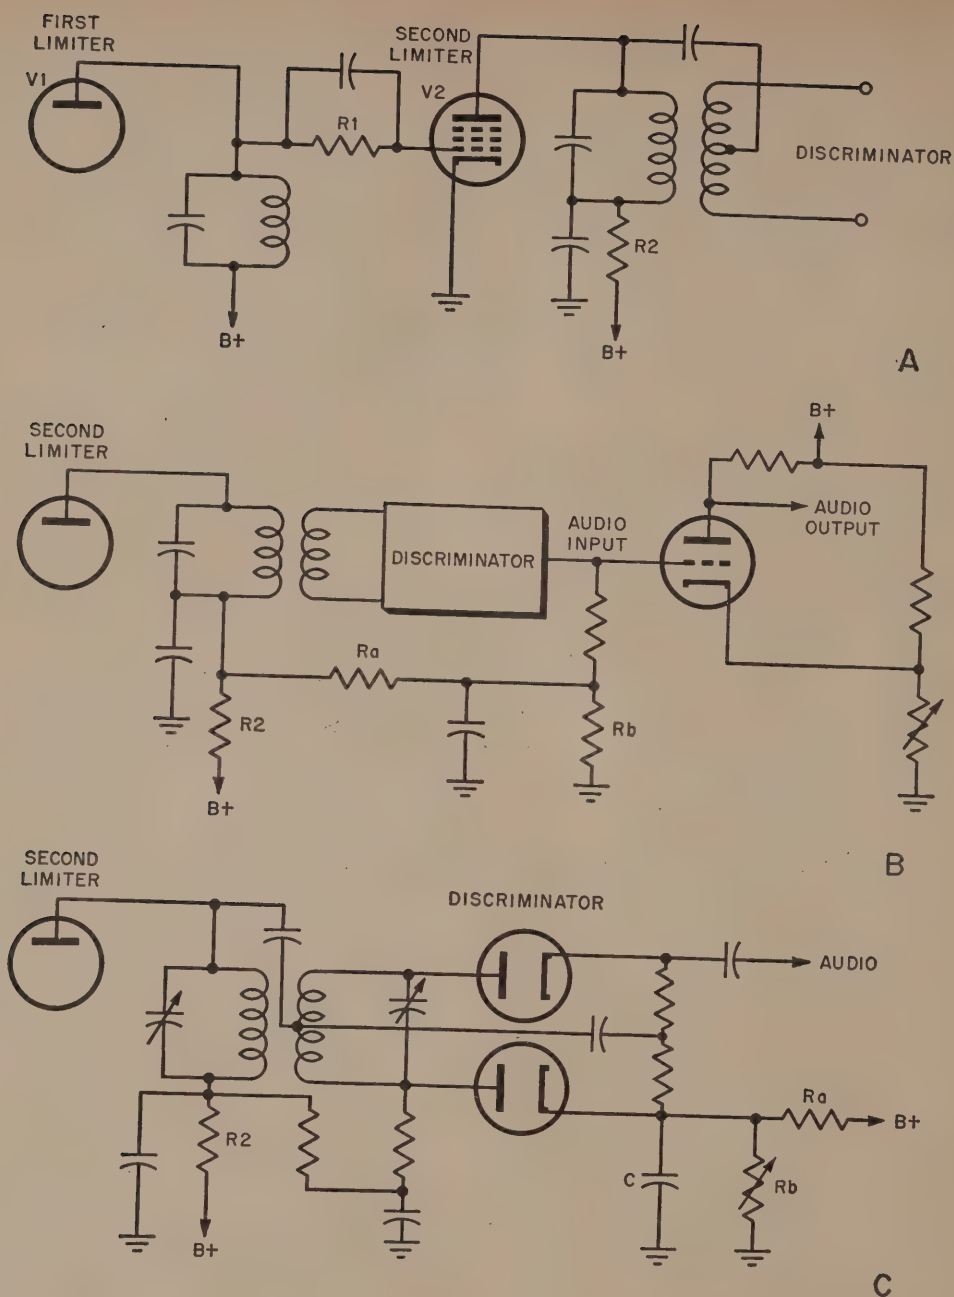 FIRST
LIMITER
V1
R1
SECOND
LIMITER
V2
DISCRIMINATOR
R2
B+
B+
A
SECOND
LIMITER
DISCRIMINATOR
AUDIO
INPUT
B+
AUDIO
OUTPUT
Ra
R2
Rb
B+
B
SECOND
LIMITER
DISCRIMINATOR
AUDIO
R2
Ra
B+
C
Rb
B+
C